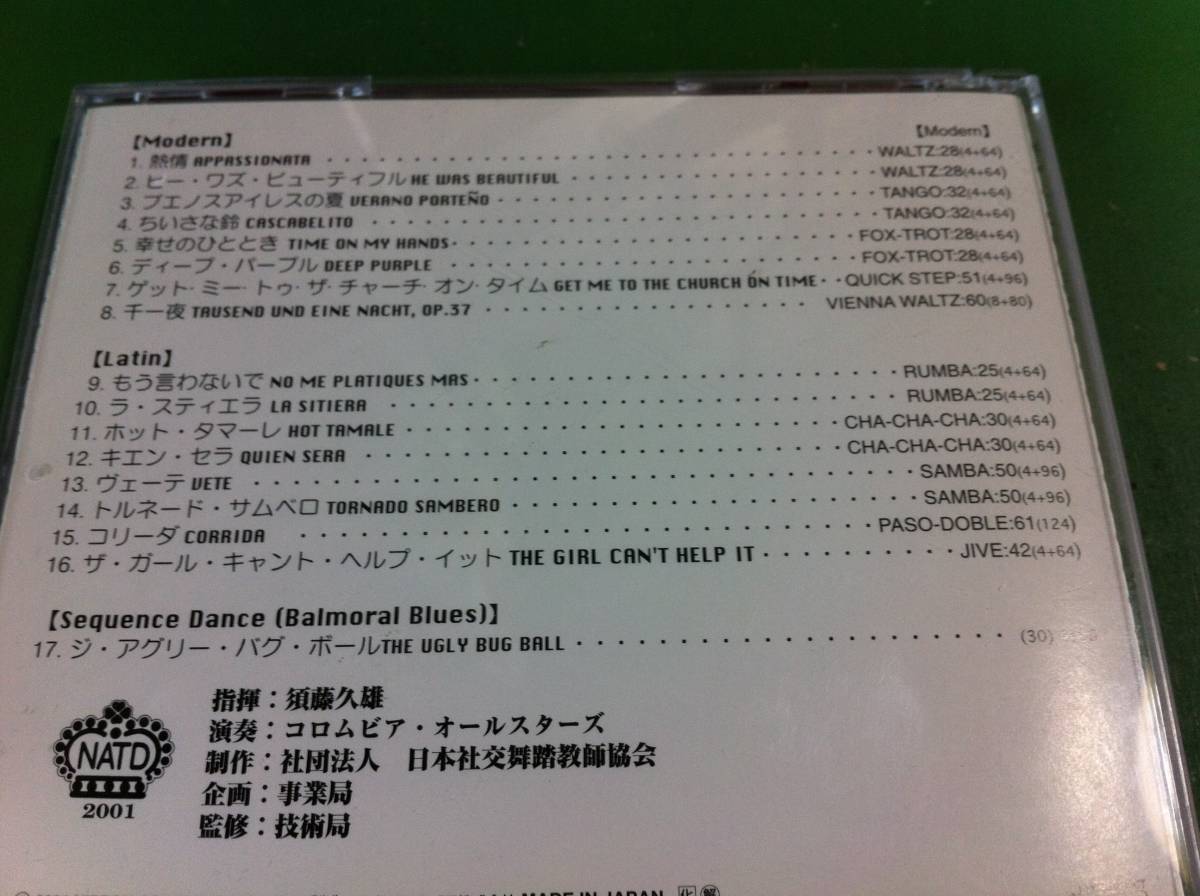 【Modern】 【Modern】
1. 熱情 APPASSIONATA ・・・・・・・・・・・・・・・・・・・・・・・・・・・・・・・ WALTZ:28(4+64)
2. ヒー・ワズ・ビューティフル HE WAS BEAUTIFUL ・・・・・・・・・・・・・・・・・ WALTZ:28(4+64)
3. ブエノスアイレスの夏 VERANO PORTEÑO・・・・・・・・・・・・・・・・・・・・・ TANGO:32(4+64)
4. ちいさな鈴 CASCABELITO ・・・・・・・・・・・・・・・・・・・・・・・・・・・・ TANGO:32(4+64)
5. 幸せのひととき TIME ON MY HANDS・・・・・・・・・・・・・・・・・・・・・・ FOX-TROT:28(4+64)
6. ディープ・パープル DEEP PURPLE ・・・・・・・・・・・・・・・・・・・・・・・ FOX-TROT:28(4+64)
7. ゲット・ミー・トゥ・ザ・チャーチ・オン・タイム GET ME TO THE CHURCH ON TIME・・QUICK STEP:51(4+96)
8. 千一夜 TAUSEND UND EINE NACHT, OP.37 ・・・・・・・・・・・・・・・・・・ VIENNA WALTZ:60(8+80)
【Latin】
9. もう言わないで NO ME PLATIQUES MAS・・・・・・・・・・・・・・・・・・・・・・・ RUMBA:25(4+64)
10. ラ・スティエラ LA SITIERA ・・・・・・・・・・・・・・・・・・・・・・・・・・・ RUMBA:25(4+64)
11. ホット・タマーレ HOT TAMALE・・・・・・・・・・・・・・・・・・・・・・・・ CHA-CHA-CHA:30(4+64)
12. キエン・セラ QUIEN SERA ・・・・・・・・・・・・・・・・・・・・・・・・・・ CHA-CHA-CHA:30(4+64)
13. ヴェーテ VETE ・・・・・・・・・・・・・・・・・・・・・・・・・・・・・・・・・ SAMBA:50(4+96)
14. トルネード・サムベロ TORNADO SAMBERO・・・・・・・・・・・・・・・・・・・・・ SAMBA:50(4+96)
15. コリーダ CORRIDA ・・・・・・・・・・・・・・・・・・・・・・・・・・・・ PASO-DOBLE:61(124)
16. ザ・ガール・キャント・ヘルプ・イット THE GIRL CAN'T HELP IT・・・・・・・・・・ JIVE:42(4+64)
【Sequence Dance (Balmoral Blues)】
17. ジ・アグリー・バグ・ボールTHE UGLY BUG BALL・・・・・・・・・・・・・・・・・・・・ (30)
指揮：須藤久雄
演奏：コロムビア・オールスターズ
制作：社団法人 日本社交舞踏教師協会
企画：事業局
監修：技術局
NATD
2001
MADE IN JAPAN